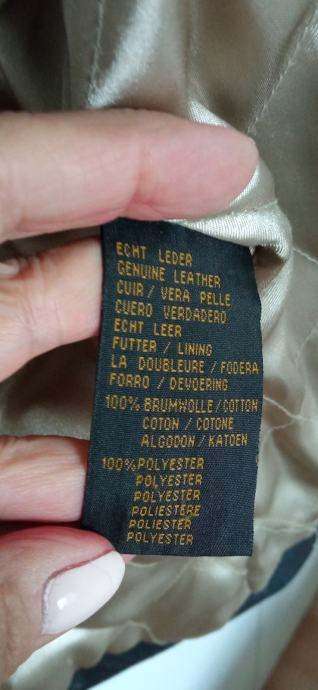 ECHT LEDER
GENUINE LEATHER
CUIR / VERA PELLE
CUERO VERDADERO
ECHT LEER
FUTTER / LINING
LA DOUBLEURE / FODERA
FORRO / DEVOERING
100% BRUMWOLLE / COTTON
COTON / COTONE
ALGODON / KATOEN
100% POLYESTER
POLYESTER
POLYESTER
POLIESTERE
POLIESTER
POLYESTER